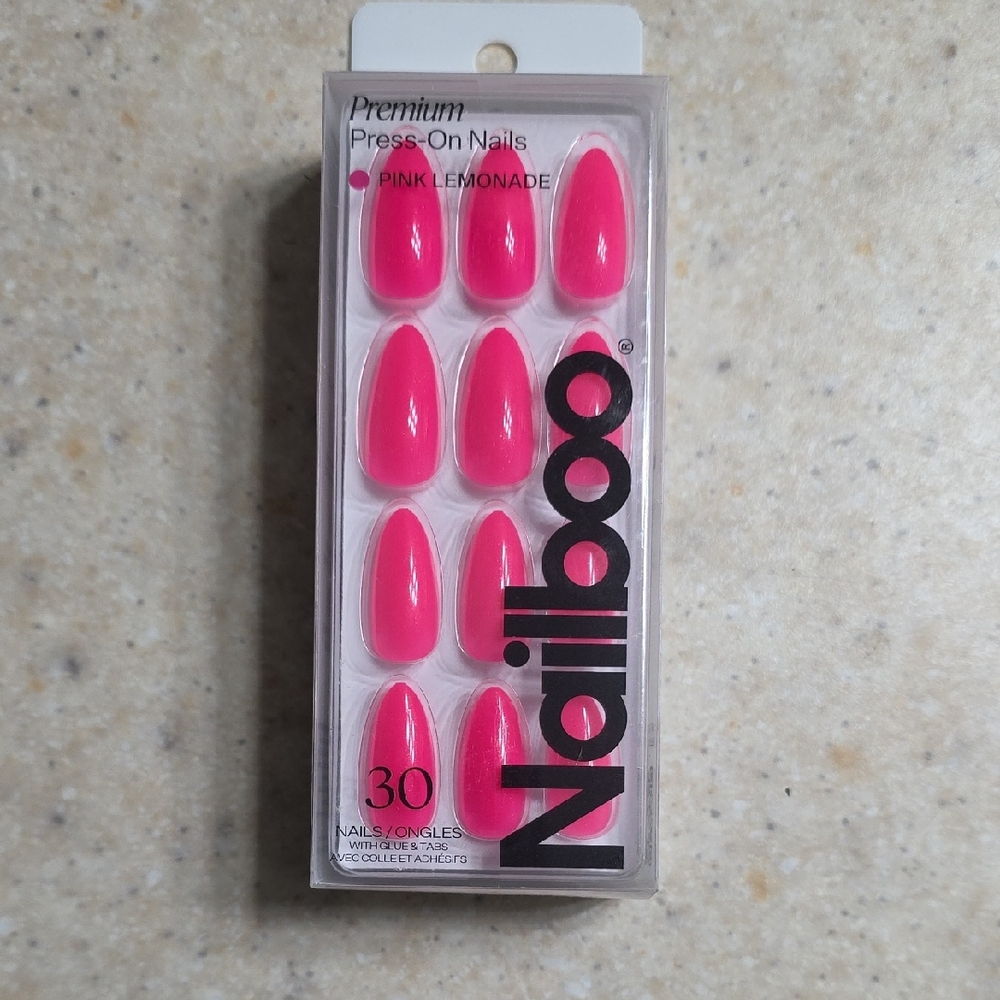 Premium
Press-On Nails
PINK LEMONADE
Nailboo®
30
NAILS / ONGLES
WITH GLUE & TABS
AVEC COLLE ET ADHÉSIFS